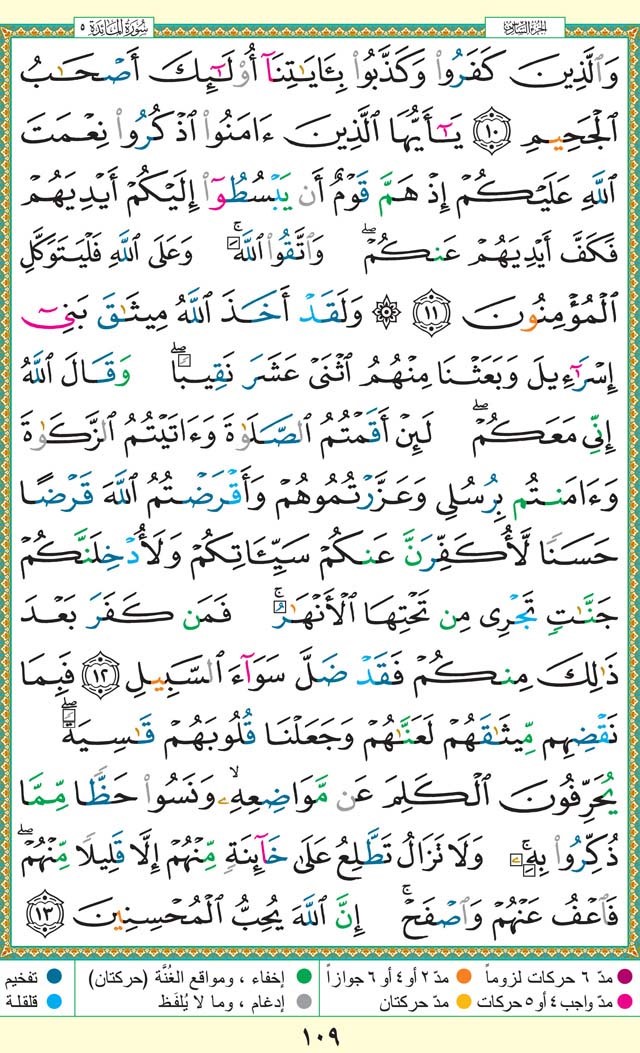 الجزء السادس
سورة المائدة ٥
وَالَّذِينَ كَفَرُوا۟ وَكَذَّبُوا۟ بِـَٔايَـٰتِنَآ أُو۟لَـٰٓئِكَ أَصْحَـٰبُ
ٱلْجَحِيمِ ١٠ يَـٰٓأَيُّهَا ٱلَّذِينَ ءَامَنُوا۟ ٱذْكُرُوا۟ نِعْمَتَ
ٱللَّهِ عَلَيْكُمْ إِذْ هَمَّ قَوْمٌ أَن يَبْسُطُوٓا۟ إِلَيْكُمْ أَيْدِيَهُمْ
فَكَفَّ أَيْدِيَهُمْ عَنكُمْ ۖ وَٱتَّقُوا۟ ٱللَّهَ ۚ وَعَلَى ٱللَّهِ فَلْيَتَوَكَّلِ
ٱلْمُؤْمِنُونَ ١١ ۞ وَلَقَدْ أَخَذَ ٱللَّهُ مِيثَـٰقَ بَنِىٓ
إِسْرَٰٓءِيلَ وَبَعَثْنَا مِنْهُمُ ٱثْنَىْ عَشَرَ نَقِيبًا ۖ وَقَالَ ٱللَّهُ
إِنِّى مَعَكُمْ ۖ لَئِنْ أَقَمْتُمُ ٱلصَّلَوٰةَ وَءَاتَيْتُمُ ٱلزَّكَوٰةَ
وَءَامَنتُم بِرُسُلِى وَعَزَّرْتُمُوهُمْ وَأَقْرَضْتُمُ ٱللَّهَ قَرْضًا
حَسَنًا لَّأُكَفِّرَنَّ عَنكُمْ سَيِّـَٔاتِكُمْ وَلَأُدْخِلَنَّكُمْ
جَنَّـٰتٍ تَجْرِى مِن تَحْتِهَا ٱلْأَنْهَـٰرُ ۚ فَمَن كَفَرَ بَعْدَ
ذَٰلِكَ مِنكُمْ فَقَدْ ضَلَّ سَوَآءَ ٱلسَّبِيلِ ١٢ فَبِمَا
نَقْضِهِم مِّيثَـٰقَهُمْ لَعَنَّـٰهُمْ وَجَعَلْنَا قُلُوبَهُمْ قَـٰسِيَةً ۖ
يُحَرِّفُونَ ٱلْكَلِمَ عَن مَّوَاضِعِهِۦ ۙ وَنَسُوا۟ حَظًّا مِّمَّا
ذُكِّرُوا۟ بِهِۦ ۚ وَلَا تَزَالُ تَطَّلِعُ عَلَىٰ خَآئِنَةٍ مِّنْهُمْ إِلَّا قَلِيلًا مِّنْهُمْ ۖ
فَٱعْفُ عَنْهُمْ وَٱصْفَحْ ۚ إِنَّ ٱللَّهَ يُحِبُّ ٱلْمُحْسِنِينَ ١٣
مدّ ٦ حركات لزوماً مدّ ٢ أو ٤ أو ٦ جوازاً إخفاء ، ومواقع الغُنَّة (حركتان) تفخيم
مدّ واجب ٤ أو ٥ حركات مدّ حركتان إدغام ، وما لا يُلفَظ قلقلة
١٠٩